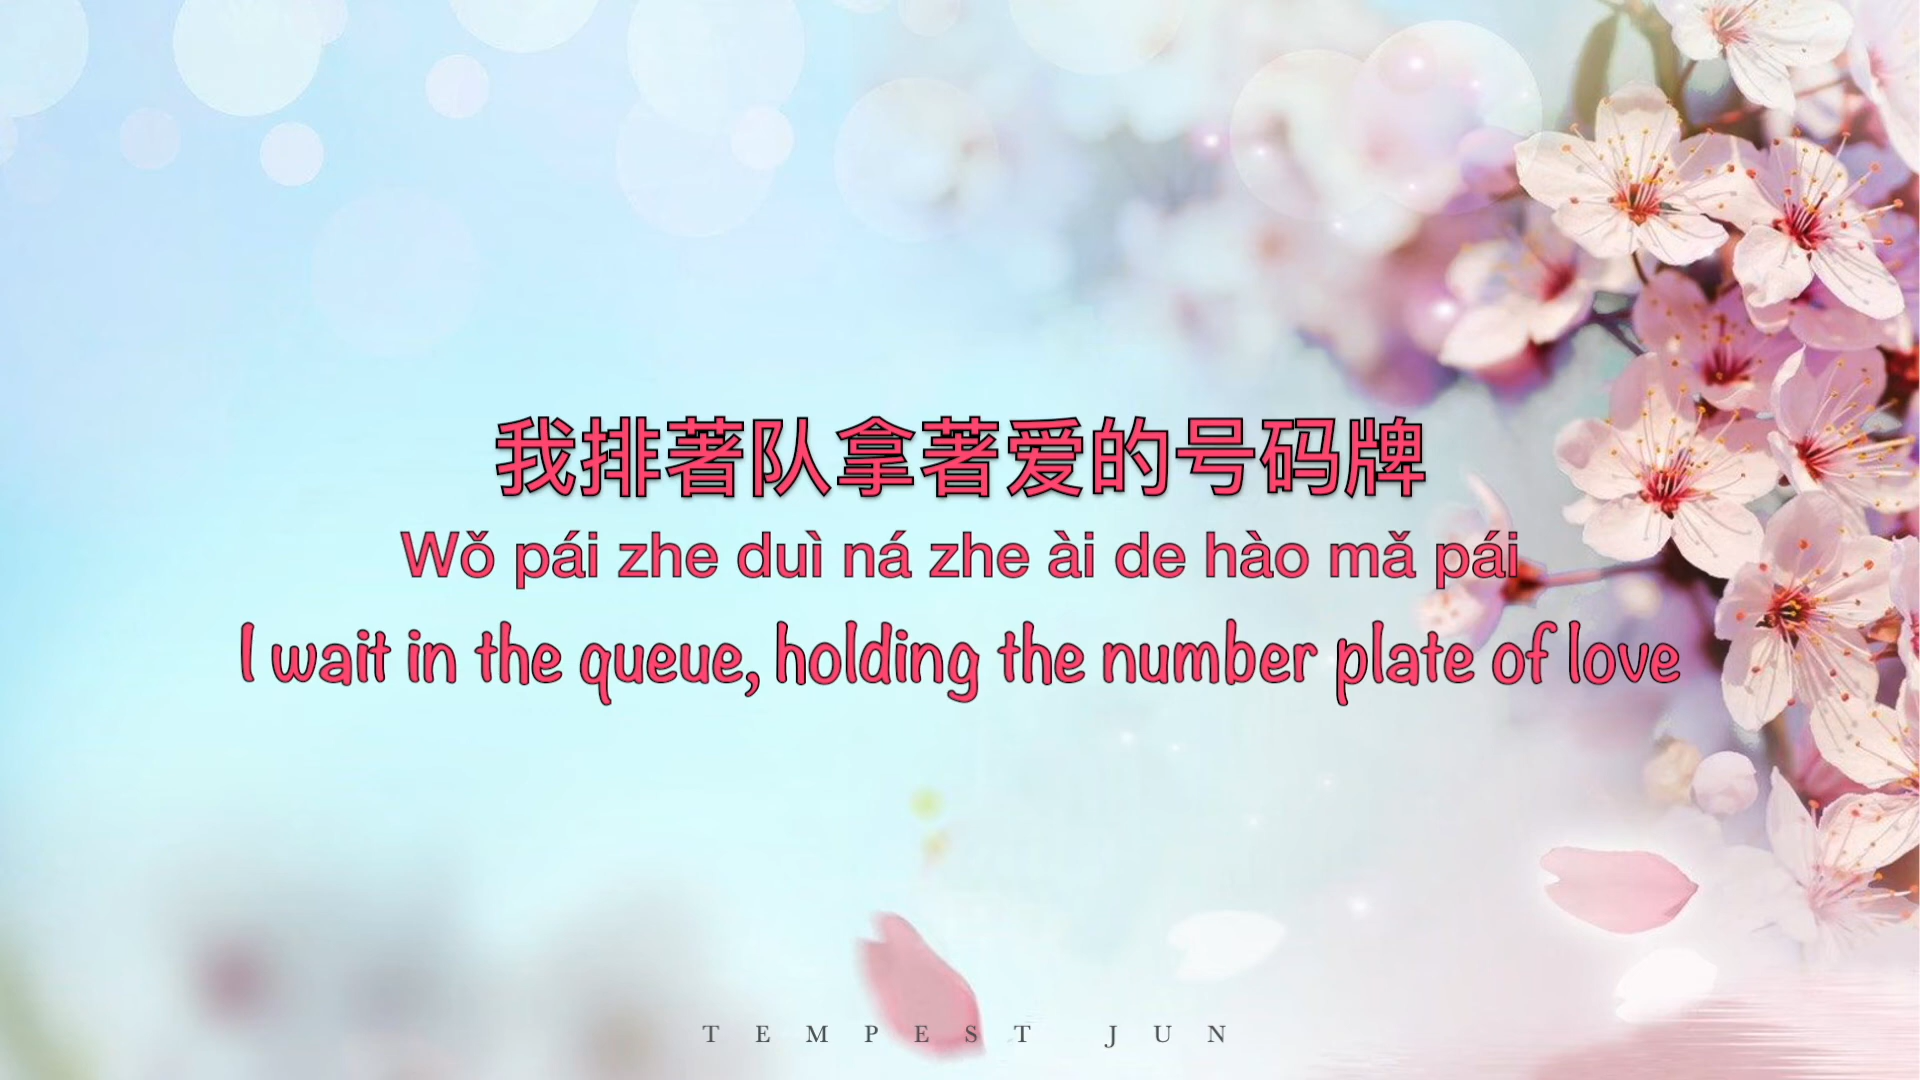 我排著队拿著爱的号码牌
Wǒ pái zhe duì ná zhe ài de hào mǎ pái
I wait in the queue, holding the number plate of love
TEMPEST JUN